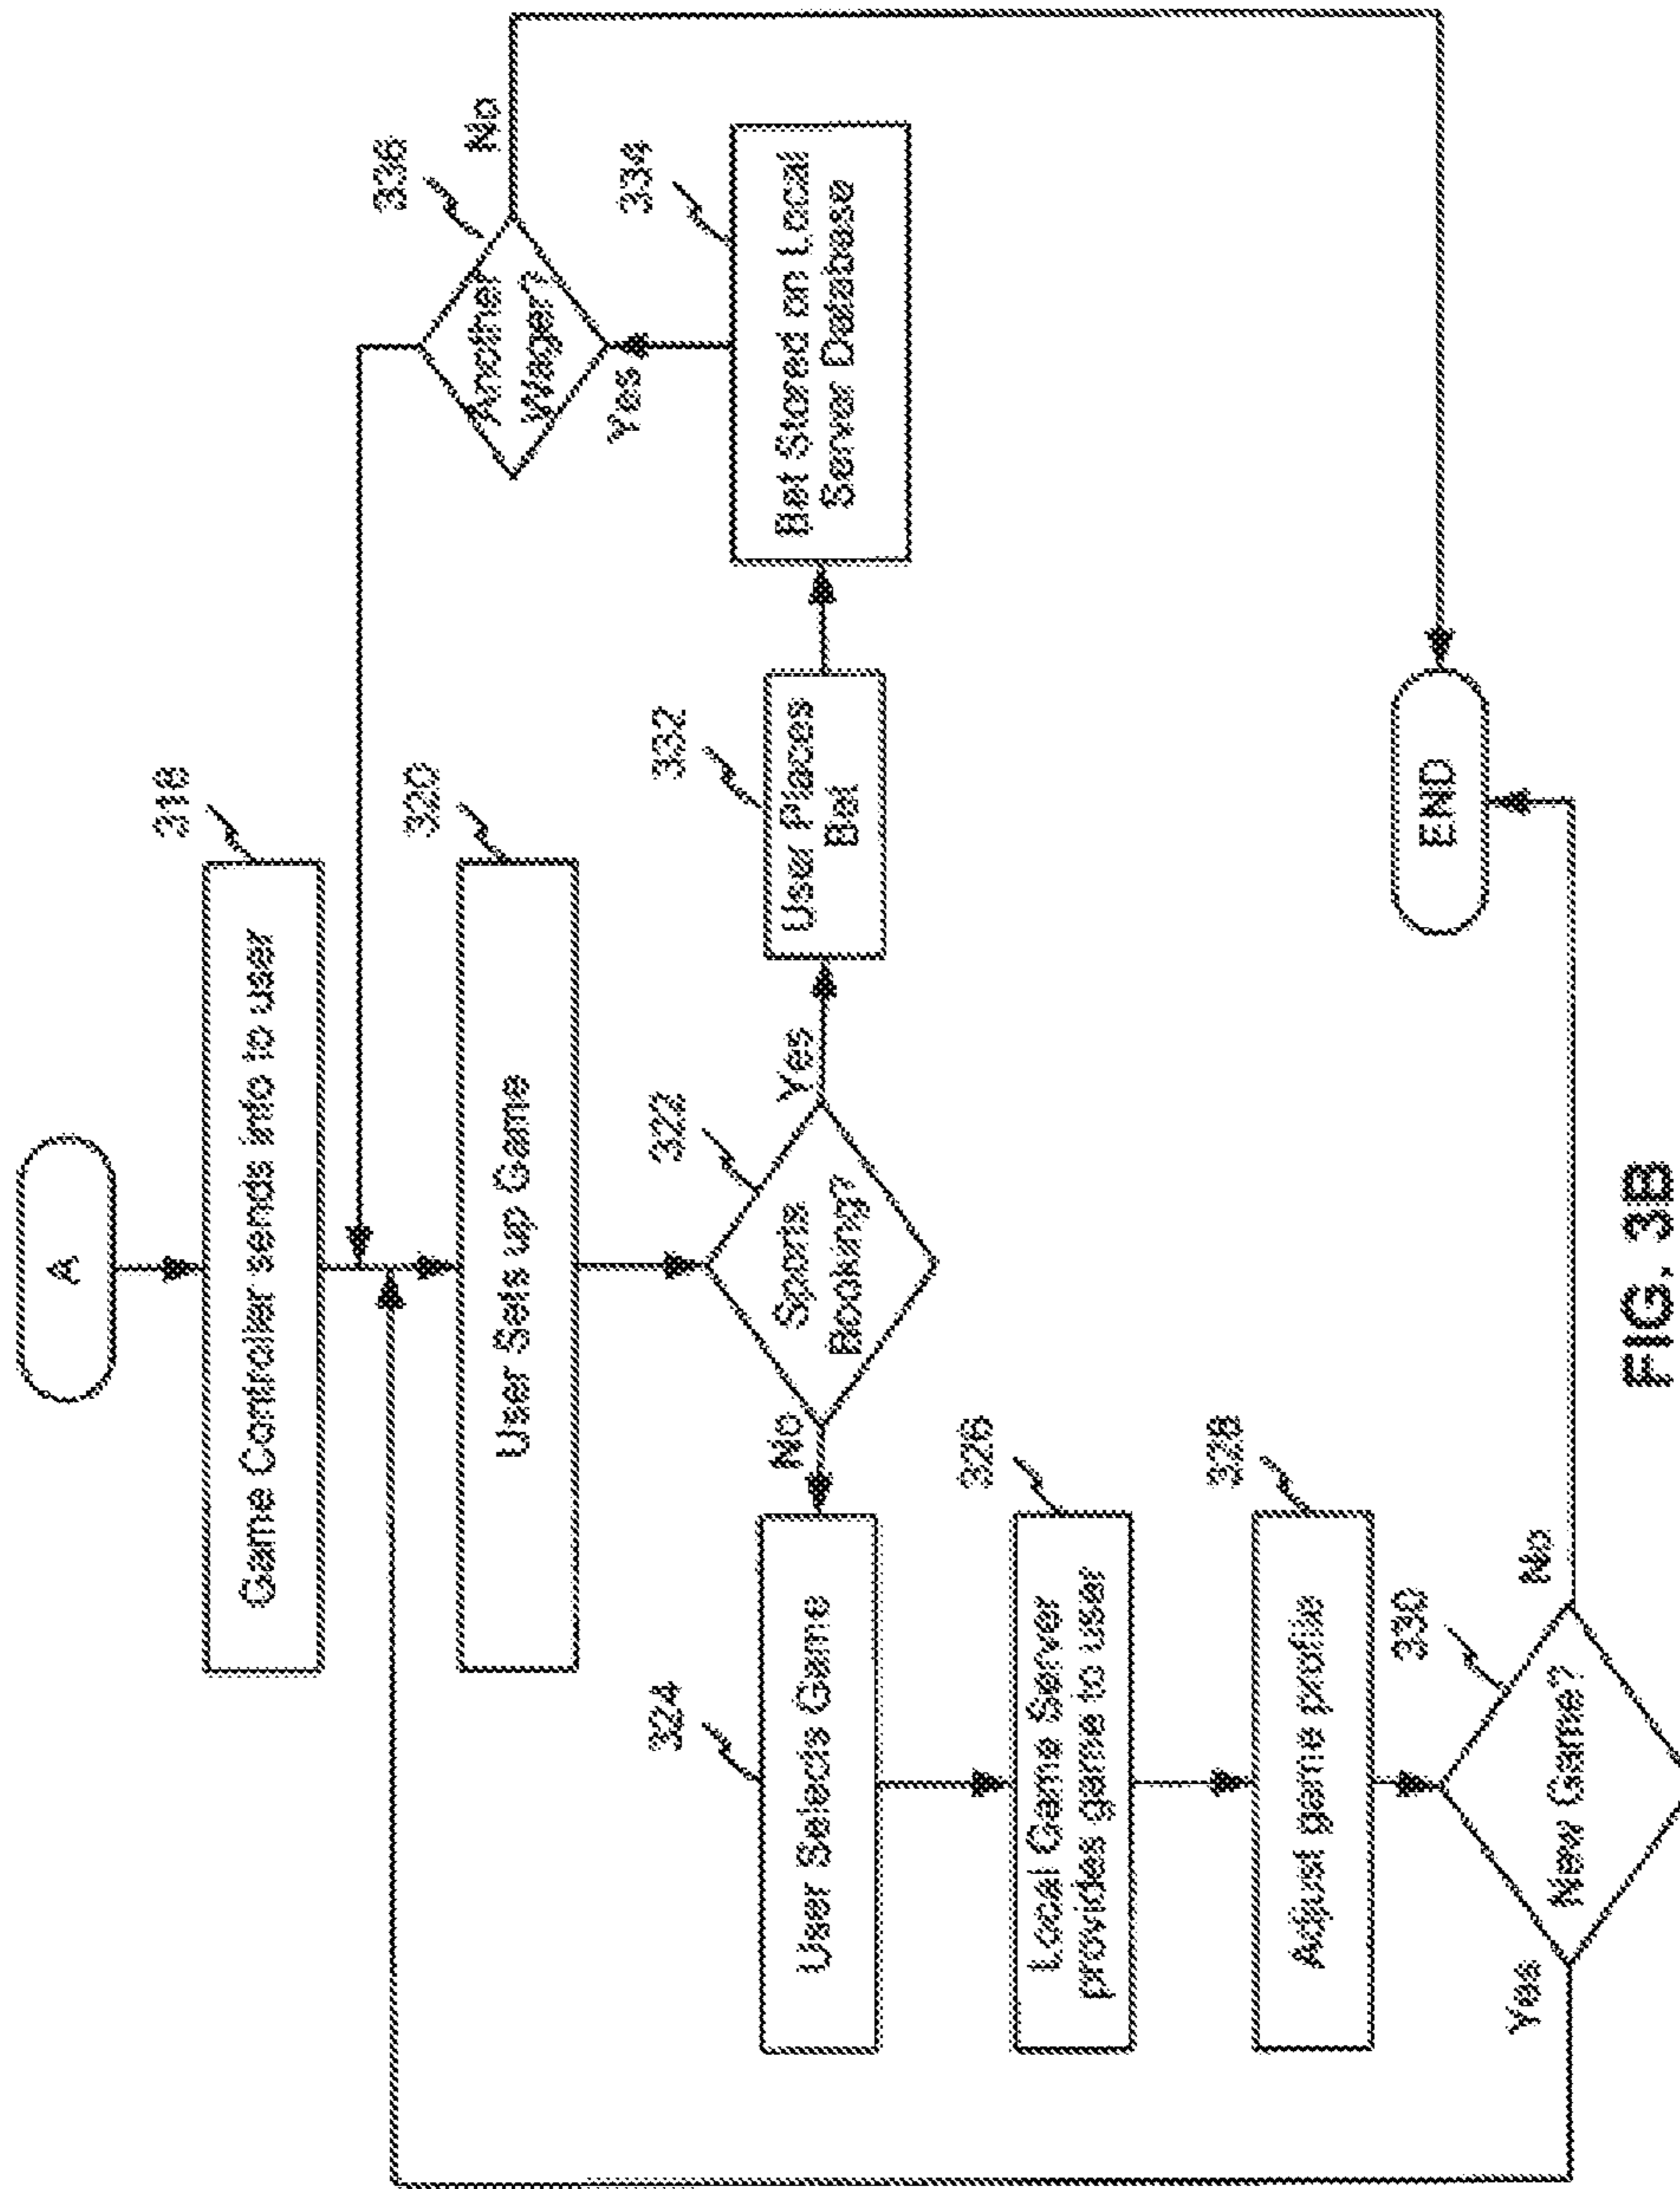 A
318
Game Controller sends info to user
320
User Sets up Game
322
Sports
Booking?
No
Yes
324
User Selects Game
326
Local Game Server
provides game to user
328
Adjust game profile
330
New Game?
Yes
No
332
User Places
Bet
334
Bet Stored on Local
Server Database
Yes
336
Another
Wager?
No
END
FIG. 3B